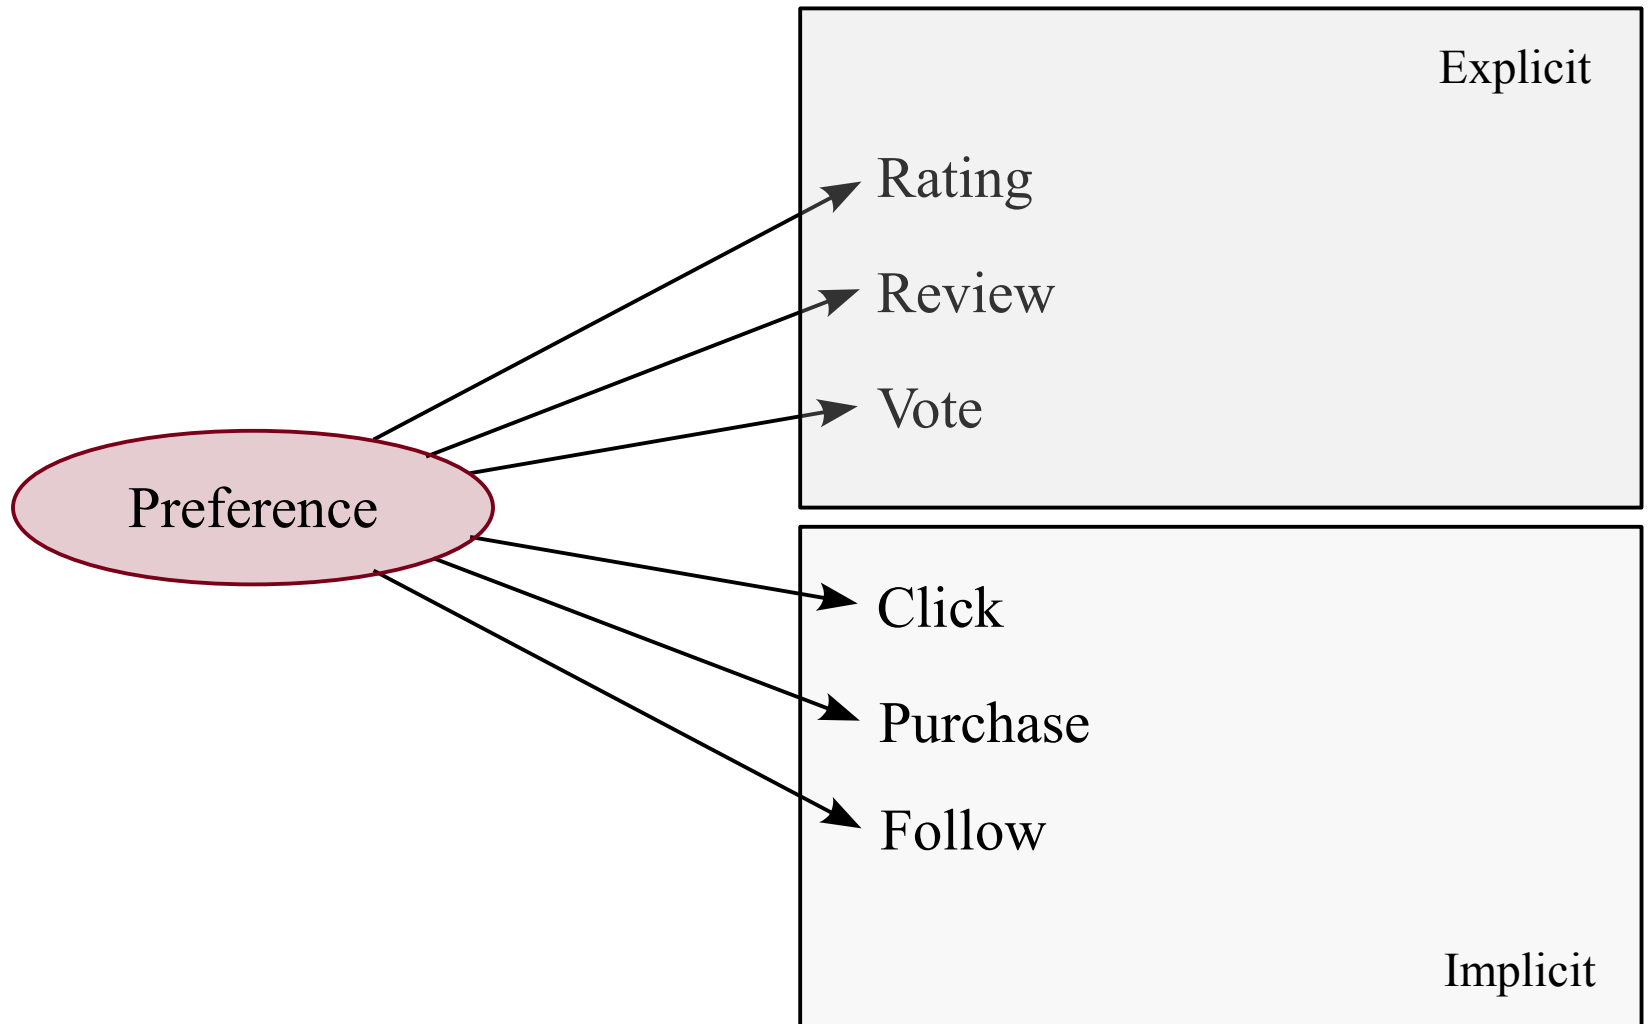 Explicit
Rating
Review
Vote
Preference
Click
Purchase
Follow
Implicit